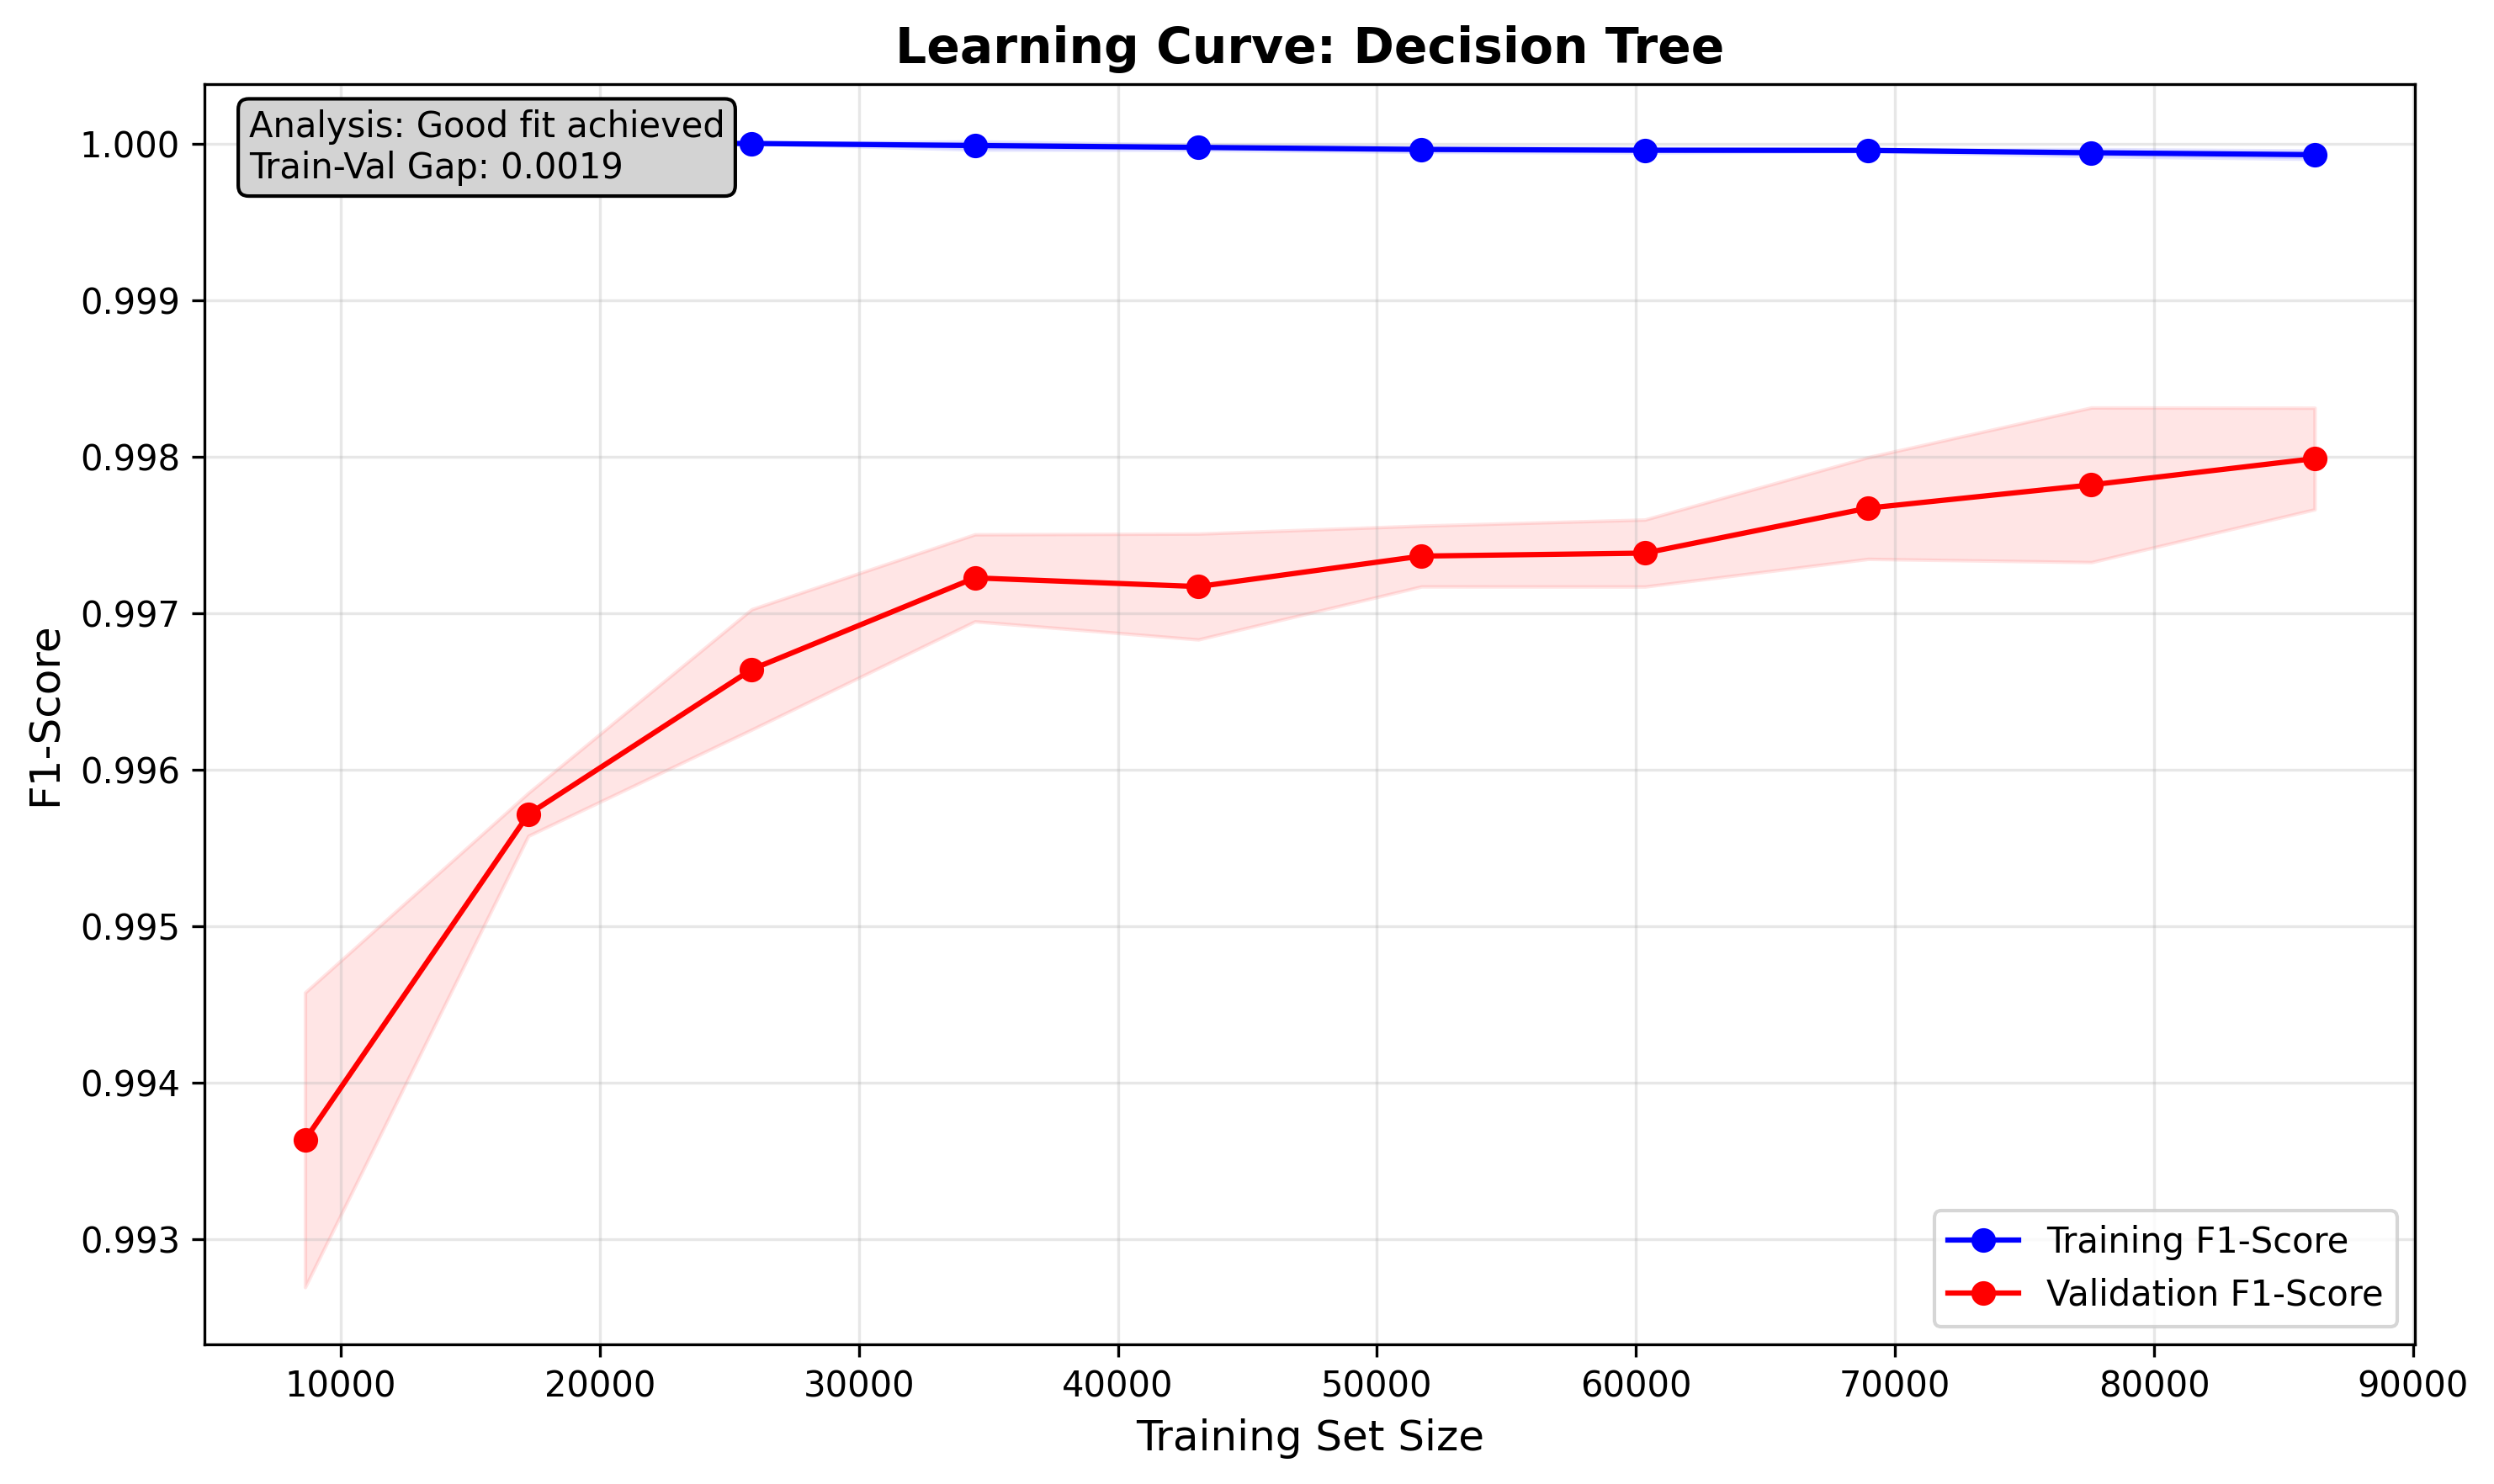 Learning Curve: Decision Tree
Analysis: Good fit achieved
Train-Val Gap: 0.0019
1.000
0.999
0.998
0.997
0.996
0.995
0.994
0.993
F1-Score
10000
20000
30000
40000
50000
60000
70000
80000
90000
Training Set Size
Training F1-Score
Validation F1-Score